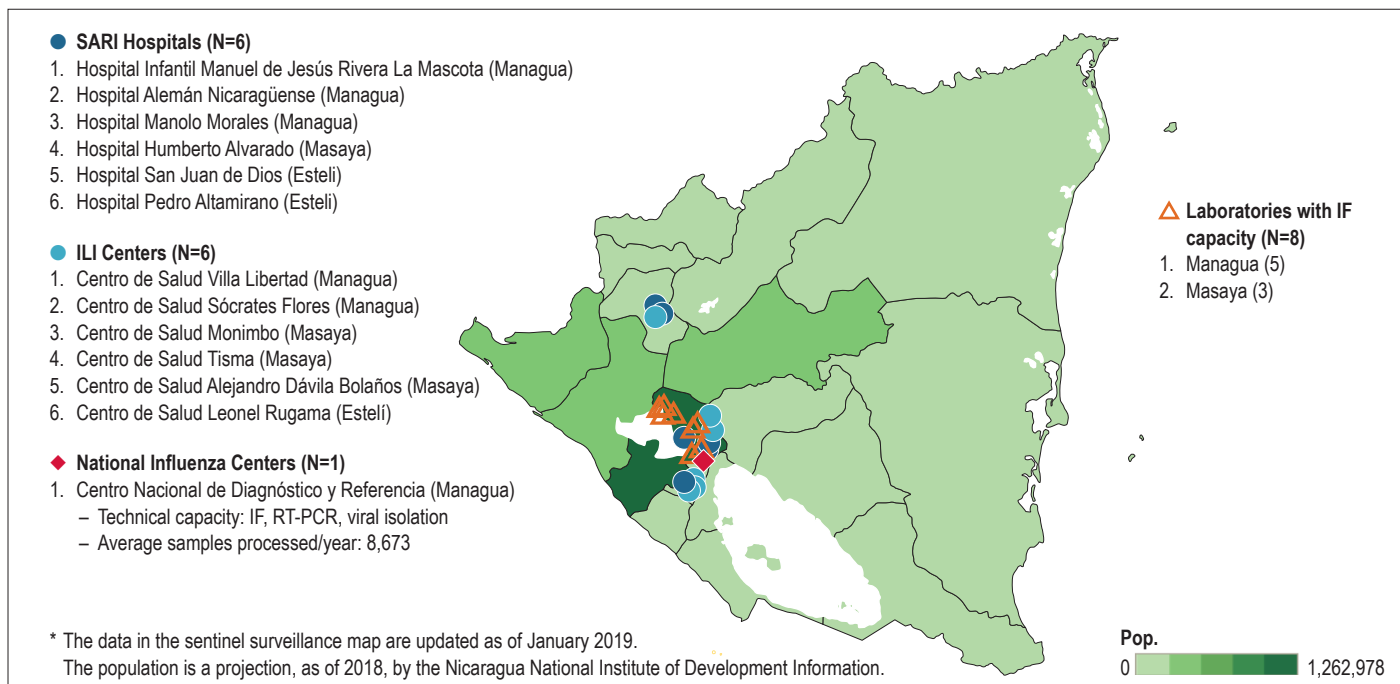 SARI Hospitals (N=6)
1. Hospital Infantil Manuel de Jesús Rivera La Mascota (Managua)
2. Hospital Alemán Nicaragüense (Managua)
3. Hospital Manolo Morales (Managua)
4. Hospital Humberto Alvarado (Masaya)
5. Hospital San Juan de Dios (Esteli)
6. Hospital Pedro Altamirano (Esteli)
ILI Centers (N=6)
1. Centro de Salud Villa Libertad (Managua)
2. Centro de Salud Sócrates Flores (Managua)
3. Centro de Salud Monimbo (Masaya)
4. Centro de Salud Tisma (Masaya)
5. Centro de Salud Alejandro Dávila Bolaños (Masaya)
6. Centro de Salud Leonel Rugama (Estelí)
National Influenza Centers (N=1)
1. Centro Nacional de Diagnóstico y Referencia (Managua)
– Technical capacity: IF, RT-PCR, viral isolation
– Average samples processed/year: 8,673
Laboratories with IF
capacity (N=8)
1. Managua (5)
2. Masaya (3)
* The data in the sentinel surveillance map are updated as of January 2019.
The population is a projection, as of 2018, by the Nicaragua National Institute of Development Information.
Pop.
0 1,262,978